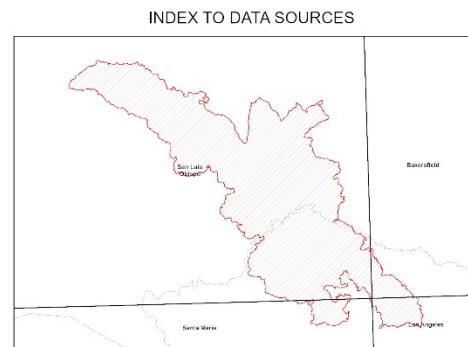 INDEX TO DATA SOURCES
San Luis
Obispo
Bakersfield
Santa Maria
Los Angeles